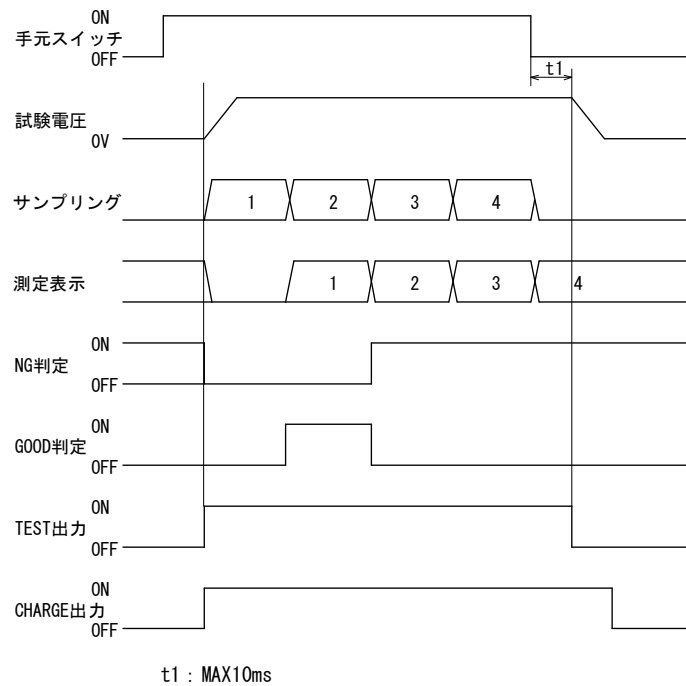 ON
手元スイッチ
OFF
t1
試験電圧
0V
サンプリング 1 2 3 4
測定表示 1 2 3 4
ON
NG判定
OFF
ON
GOOD判定
OFF
ON
TEST出力
OFF
ON
CHARGE出力
OFF
t1：MAX10ms